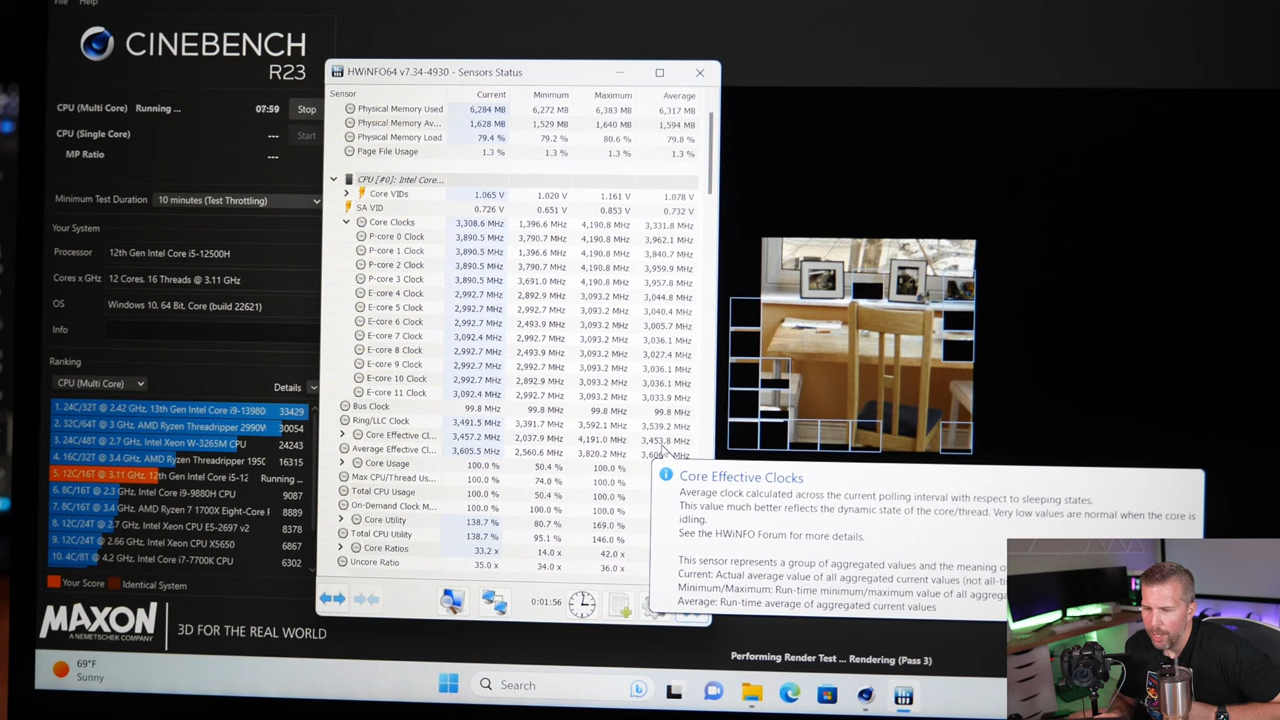 File Help
CINEBENCH
R23
CPU (Multi Core) Running ... 07:59 Stop
CPU (Single Core) --- Start
MP Ratio ---
Minimum Test Duration 10 minutes (Test Throttling)
Your System
Processor 12th Gen Intel Core i5-12500H
Cores x GHz 12 Cores, 16 Threads @ 3.11 GHz
OS Windows 10, 64 Bit, Core (build 22621)
Info
Ranking
CPU (Multi Core) Details
1. 24C/32T @ 2.42 GHz, 13th Gen Intel Core i9-13980 33429
2. 32C/64T @ 3 GHz, AMD Ryzen Threadripper 2990W 30054
3. 24C/48T @ 2.7 GHz, Intel Xeon W-3265M CPU 24243
4. 16C/32T @ 3.4 GHz, AMD Ryzen Threadripper 195C 16315
5. 12C/16T @ 3.11 GHz, 12th Gen Intel Core i5-12 Running ...
6. 8C/16T @ 2.3 GHz, Intel Core i9-9880H CPU 9087
7. 8C/16T @ 3.4 GHz, AMD Ryzen 7 1700X Eight-Core F 8889
8. 12C/24T @ 2.7 GHz, Intel Xeon CPU E5-2697 v2 8378
9. 12C/24T @ 2.66 GHz, Intel Xeon CPU X5650 6867
10. 4C/8T @ 4.2 GHz, Intel Core i7-7700K CPU 6302
Your Score Identical System
MAXON
A NEMETSCHEK COMPANY
3D FOR THE REAL WORLD
HWiNFO64 v7.34-4930 - Sensors Status
Sensor Current Minimum Maximum Average
Physical Memory Used 6,284 MB 6,272 MB 6,383 MB 6,317 MB
Physical Memory Av... 1,628 MB 1,529 MB 1,640 MB 1,594 MB
Physical Memory Load 79.4 % 79.2 % 80.6 % 79.8 %
Page File Usage 1.3 % 1.3 % 1.3 % 1.3 %
CPU [#0]: Intel Core...
Core VIDs 1.065 V 1.020 V 1.161 V 1.078 V
SA VID 0.726 V 0.651 V 0.853 V 0.732 V
Core Clocks 3,308.6 MHz 1,396.6 MHz 4,190.8 MHz 3,331.8 MHz
P-core 0 Clock 3,890.5 MHz 3,790.7 MHz 4,190.8 MHz 3,962.1 MHz
P-core 1 Clock 3,890.5 MHz 1,396.6 MHz 4,190.8 MHz 3,840.7 MHz
P-core 2 Clock 3,890.5 MHz 3,790.7 MHz 4,190.8 MHz 3,959.9 MHz
P-core 3 Clock 3,890.5 MHz 3,691.0 MHz 4,190.8 MHz 3,957.8 MHz
E-core 4 Clock 2,992.7 MHz 2,892.9 MHz 3,093.2 MHz 3,044.8 MHz
E-core 5 Clock 2,992.7 MHz 2,992.7 MHz 3,093.2 MHz 3,040.4 MHz
E-core 6 Clock 2,992.7 MHz 2,493.9 MHz 3,093.2 MHz 3,005.7 MHz
E-core 7 Clock 3,092.4 MHz 2,992.7 MHz 3,093.2 MHz 3,036.1 MHz
E-core 8 Clock 2,992.7 MHz 2,493.9 MHz 3,093.2 MHz 3,027.4 MHz
E-core 9 Clock 2,992.7 MHz 2,992.7 MHz 3,093.2 MHz 3,036.1 MHz
E-core 10 Clock 2,992.7 MHz 2,892.9 MHz 3,093.2 MHz 3,036.1 MHz
E-core 11 Clock 3,092.4 MHz 2,992.7 MHz 3,093.2 MHz 3,033.9 MHz
Bus Clock 99.8 MHz 99.8 MHz 99.8 MHz 99.8 MHz
Ring/LLC Clock 3,491.5 MHz 3,391.7 MHz 3,592.1 MHz 3,539.2 MHz
Core Effective Cl... 3,457.2 MHz 2,037.9 MHz 4,191.0 MHz 3,453.8 MHz
Average Effective Cl... 3,605.5 MHz 2,560.6 MHz 3,820.2 MHz MHz
Core Usage 100.0 % 50.4 % 100.0 %
Max CPU/Thread Us... 100.0 % 74.0 % 100.0 %
Total CPU Usage 100.0 % 50.4 % 100.0 %
On-Demand Clock M... 100.0 % 100.0 % 100.0 %
Core Utility 138.7 % 80.7 % 169.0 %
Total CPU Utility 138.7 % 95.1 % 146.0 %
Core Ratios 33.2 x 14.0 x 42.0 x
Uncore Ratio 35.0 x 34.0 x 36.0 x
0:01:56
Core Effective Clocks
Average clock calculated across the current polling interval with respect to sleeping states.
This value much better reflects the dynamic state of the core/thread. Very low values are normal when the core is
idling.
See the HWiNFO Forum for more details.
This sensor represents a group of aggregated values and the meaning o
Current: Actual average value of all aggregated current values (not all-ti
Minimum/Maximum: Run-time minimum/maximum value of all aggrega
Average: Run-time average of aggregated current values
Performing Render Test ... Rendering (Pass 3)
69°F
Sunny
Search